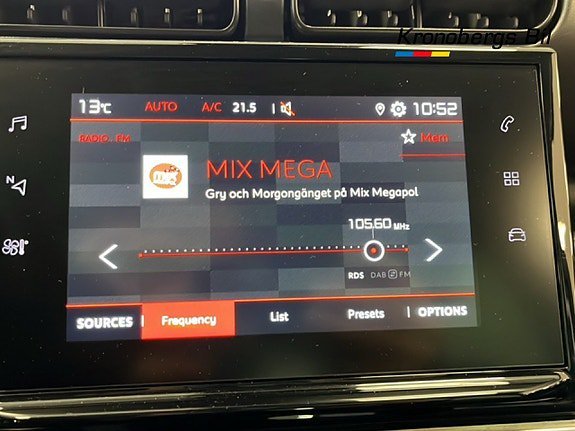 Kronobergs Bil
13°C AUTO A/C 21.5 10:52
RADIO FM
Mem
MIX MEGA
Gry och Morgongänget på Mix Megapol
105.60 MHz
RDS DAB FM
SOURCES Frequency List Presets OPTIONS
N